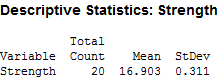 Descriptive Statistics: Strength
Total
Variable Count Mean StDev
Strength 20 16.903 0.311